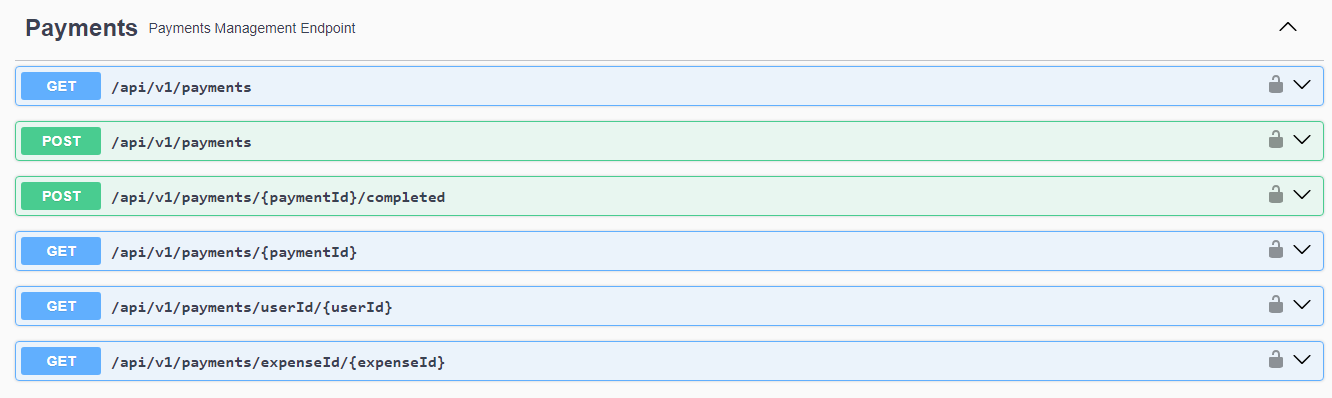 Payments Payments Management Endpoint
GET /api/v1/payments
POST /api/v1/payments
POST /api/v1/payments/{paymentId}/completed
GET /api/v1/payments/{paymentId}
GET /api/v1/payments/userId/{userId}
GET /api/v1/payments/expenseId/{expenseId}